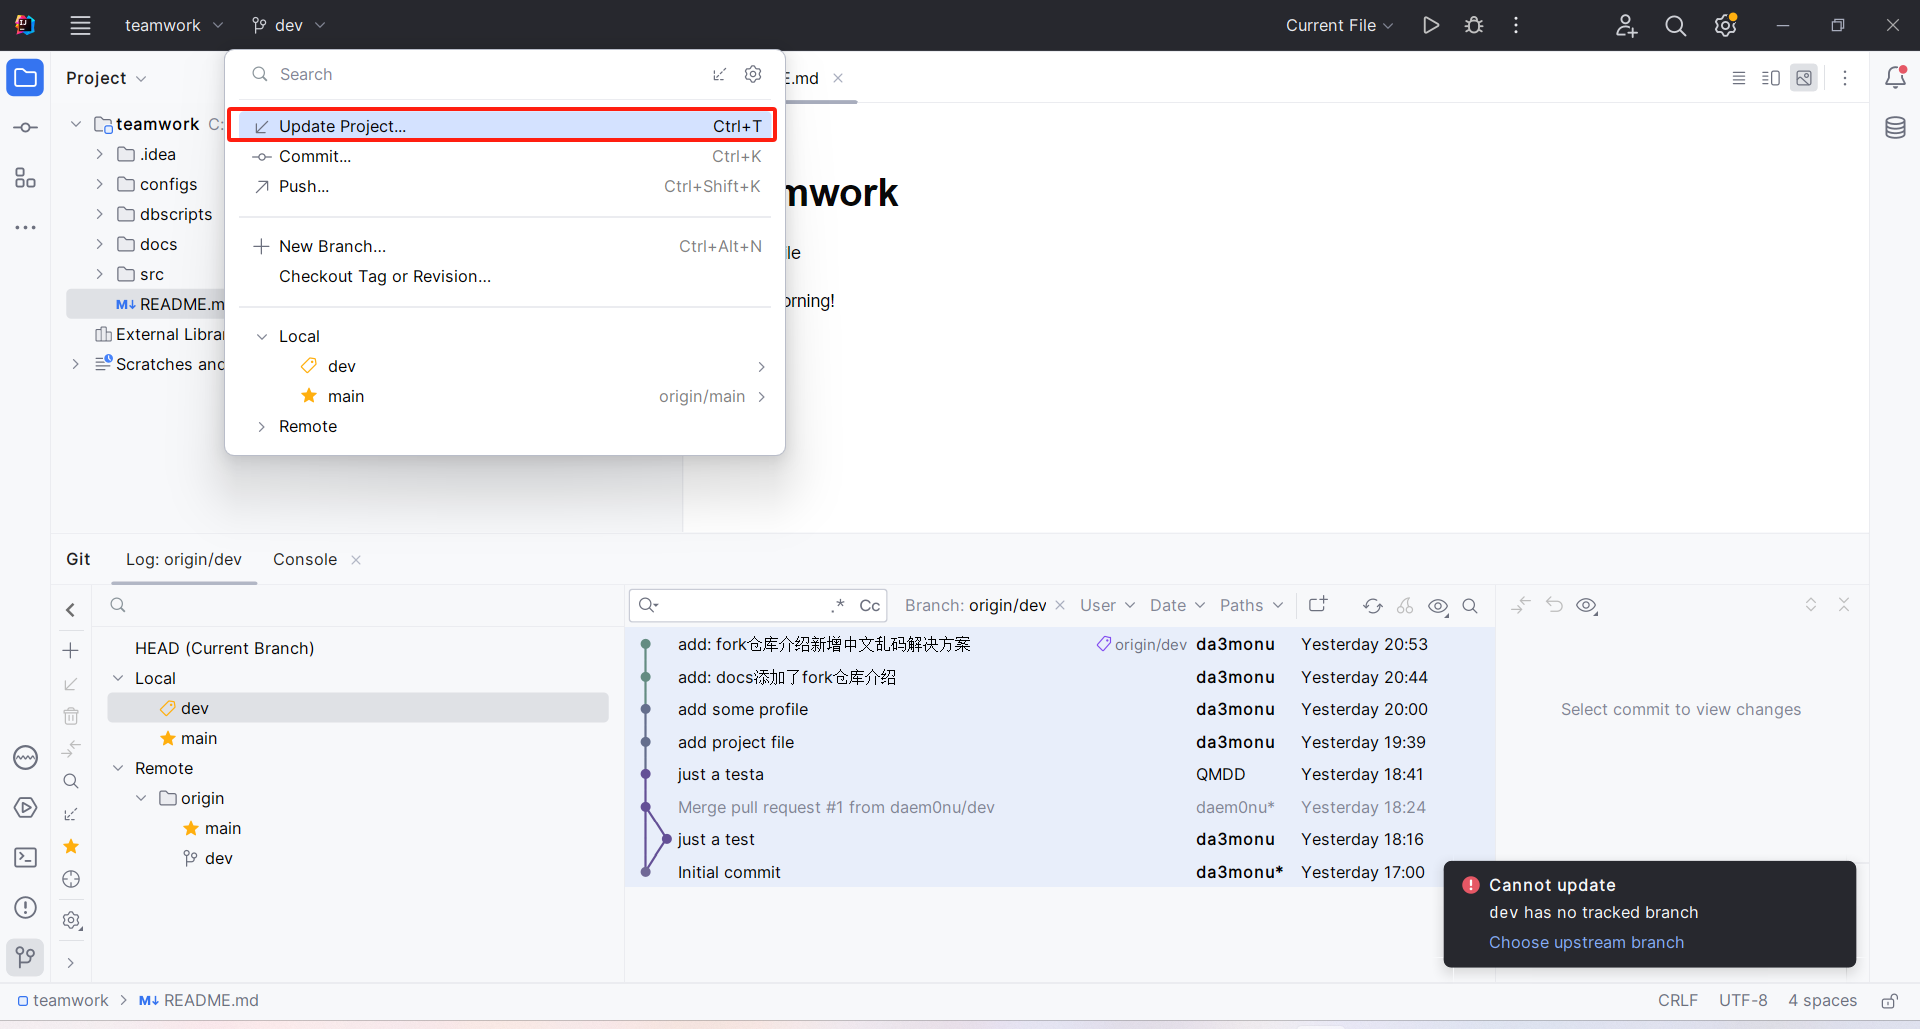 teamwork
dev
Current File
Project
Search
E.md
teamwork C:
Update Project... Ctrl+T
.idea
Commit... Ctrl+K
configs
Push... Ctrl+Shift+K
mwork
dbscripts
docs
New Branch... Ctrl+Alt+N
le
src
Checkout Tag or Revision...
README.m
orning!
External Librar
Local
Scratches and
dev
main origin/main
Remote
Git
Log: origin/dev
Console
.* Cc
Branch: origin/dev
User
Date
Paths
HEAD (Current Branch)
Local
dev
main
Remote
origin
main
dev
add: fork仓库介绍新增中文乱码解决方案 origin/dev da3monu Yesterday 20:53
add: docs添加了fork仓库介绍 da3monu Yesterday 20:44
add some profile da3monu Yesterday 20:00
add project file da3monu Yesterday 19:39
just a testa QMDD Yesterday 18:41
Merge pull request #1 from daem0nu/dev daem0nu* Yesterday 18:24
just a test da3monu Yesterday 18:16
Initial commit da3monu* Yesterday 17:00
Select commit to view changes
Cannot update
dev has no tracked branch
Choose upstream branch
teamwork
M↓ README.md
CRLF
UTF-8
4 spaces